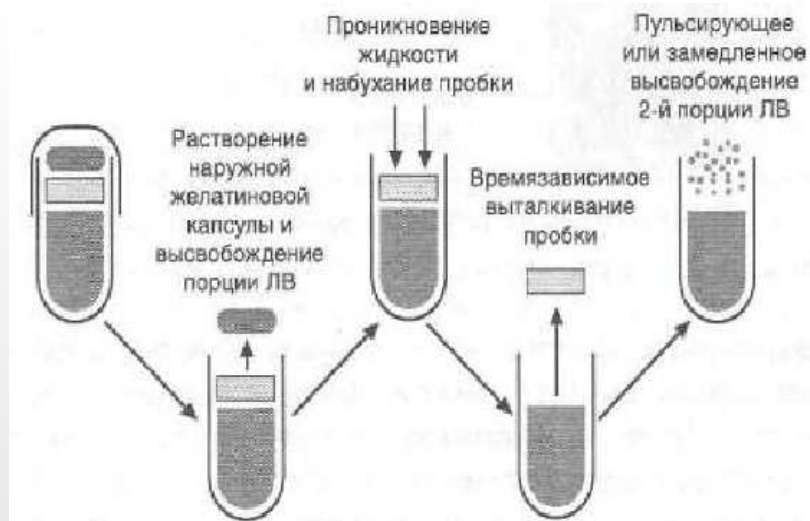 Растворение
наружной
желатиновой
капсулы и
высвобождение
порции ЛВ
Проникновение
жидкости
и набухание пробки
Времязависимое
выталкивание
пробки
Пульсирующее
или замедленное
высвобождение
2-й порции ЛВ